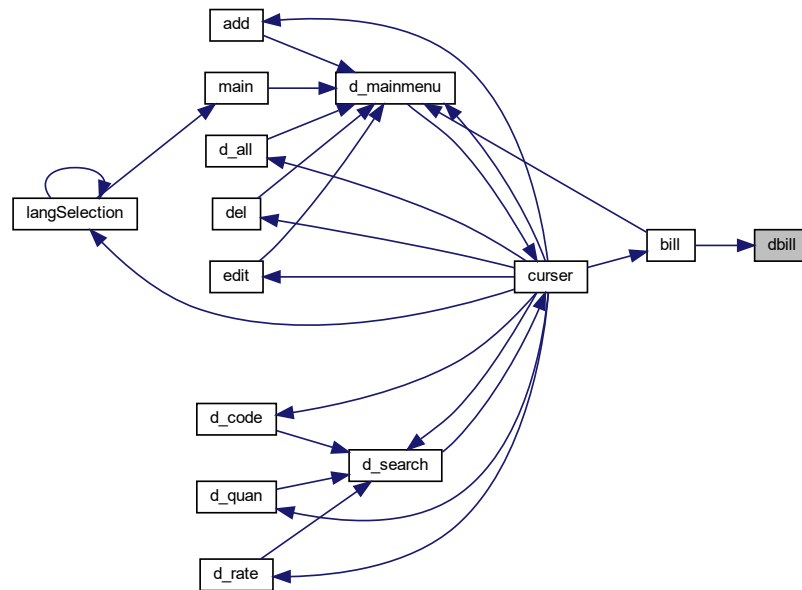 add
main
d_mainmenu
d_all
langSelection
del
bill
dbill
edit
curser
d_code
d_search
d_quan
d_rate